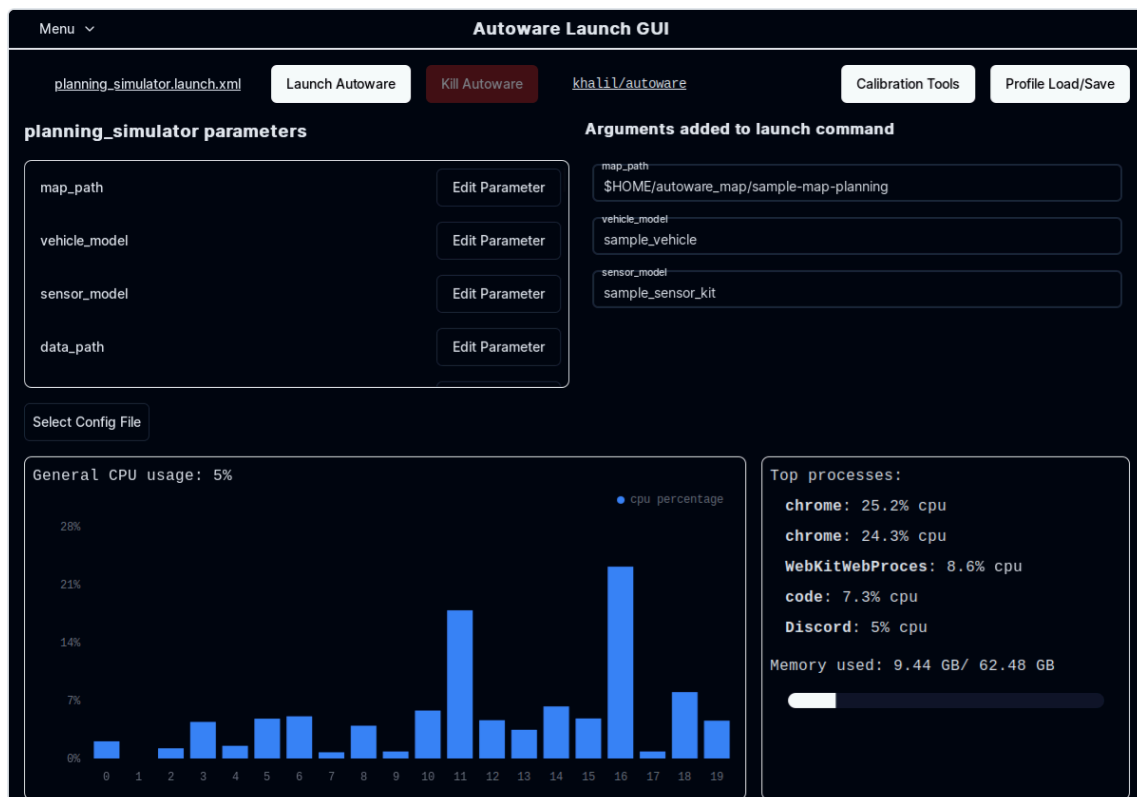 Menu
Autoware Launch GUI
planning_simulator.launch.xml
Launch Autoware
Kill Autoware
khalil/autoware
Calibration Tools
Profile Load/Save
planning_simulator parameters
map_path
Edit Parameter
vehicle_model
Edit Parameter
sensor_model
Edit Parameter
data_path
Edit Parameter
Arguments added to launch command
map_path
$HOME/autoware_map/sample-map-planning
vehicle_model
sample_vehicle
sensor_model
sample_sensor_kit
Select Config File
General CPU usage: 5%
cpu percentage
28%
21%
14%
7%
0%
0 1 2 3 4 5 6 7 8 9 10 11 12 13 14 15 16 17 18 19
Top processes:
chrome: 25.2% cpu
chrome: 24.3% cpu
WebKitWebProces: 8.6% cpu
code: 7.3% cpu
Discord: 5% cpu
Memory used: 9.44 GB/ 62.48 GB